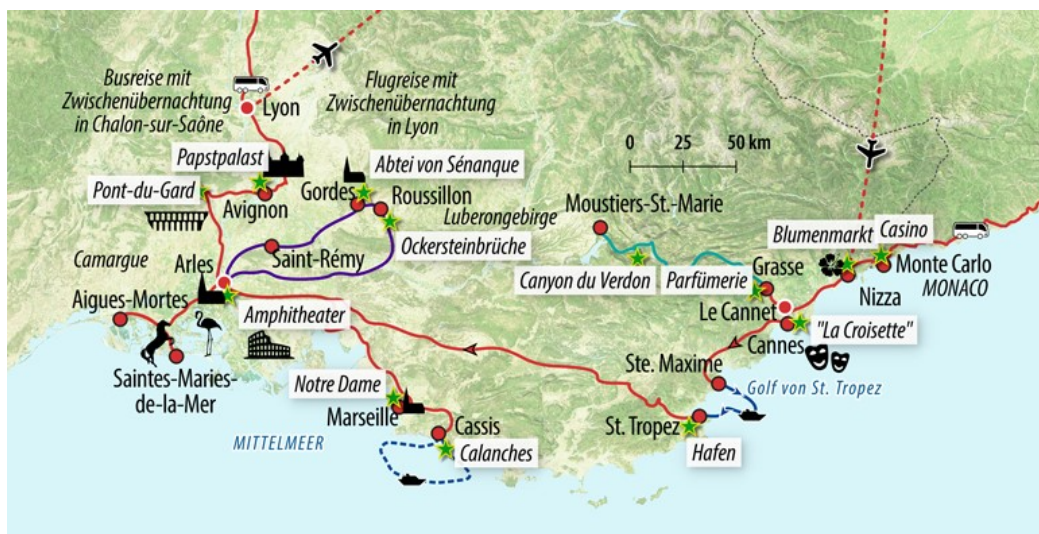 Busreise mit
Zwischenübernachtung
in Chalon-sur-Saône
Flugreise mit
Zwischenübernachtung
in Lyon
Lyon
0 25 50 km
Papstpalast
Abtei von Sénanque
Pont-du-Gard
Gordes
Roussillon
Avignon
Luberongebirge
Moustiers-St.-Marie
Ockersteinbrüche
Blumenmarkt
Casino
Saint-Rémy
Camargue
Arles
Canyon du Verdon
Parfümerie
Grasse
Monte Carlo
MONACO
Nizza
Aigues-Mortes
Amphitheater
Le Cannet
"La Croisette"
Cannes
Saintes-Maries-
de-la-Mer
Notre Dame
Ste. Maxime
Golf von St. Tropez
Marseille
Cassis
St. Tropez
MITTELMEER
Calanches
Hafen